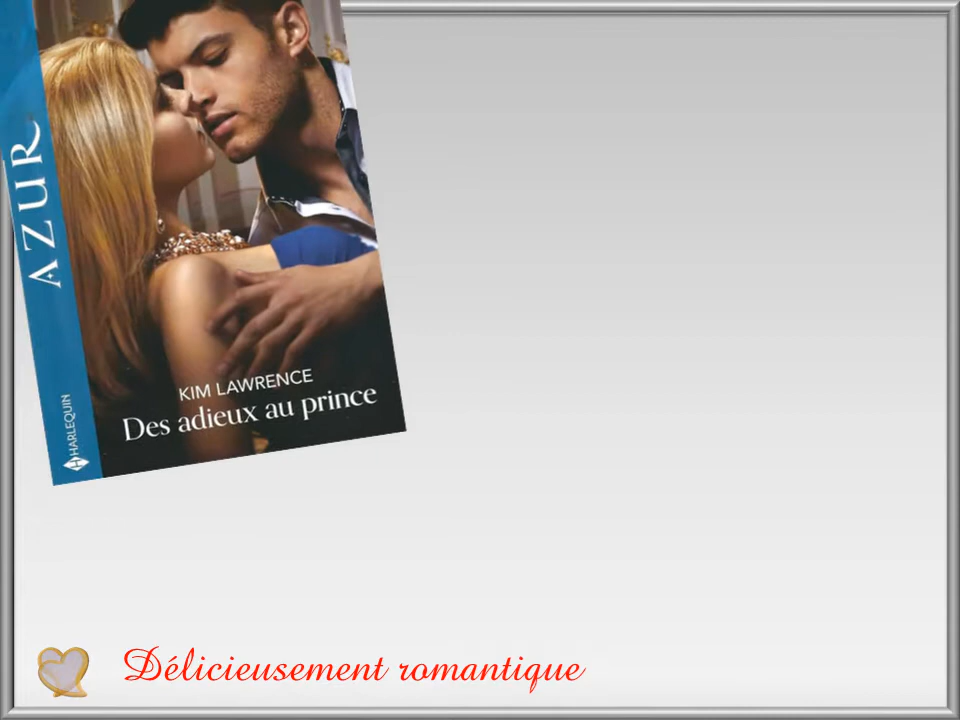 AZUR
HARLEQUIN
KIM LAWRENCE
Des adieux au prince
Délicieusement romantique